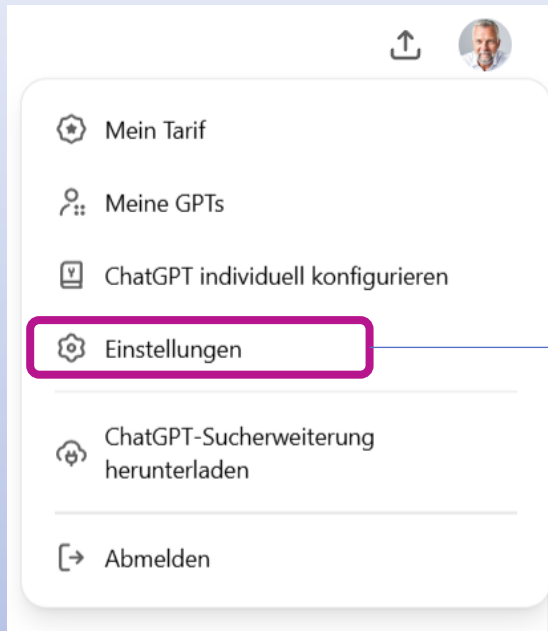 Mein Tarif
Meine GPTs
ChatGPT individuell konfigurieren
Einstellungen
ChatGPT-Sucherweiterung
herunterladen
Abmelden